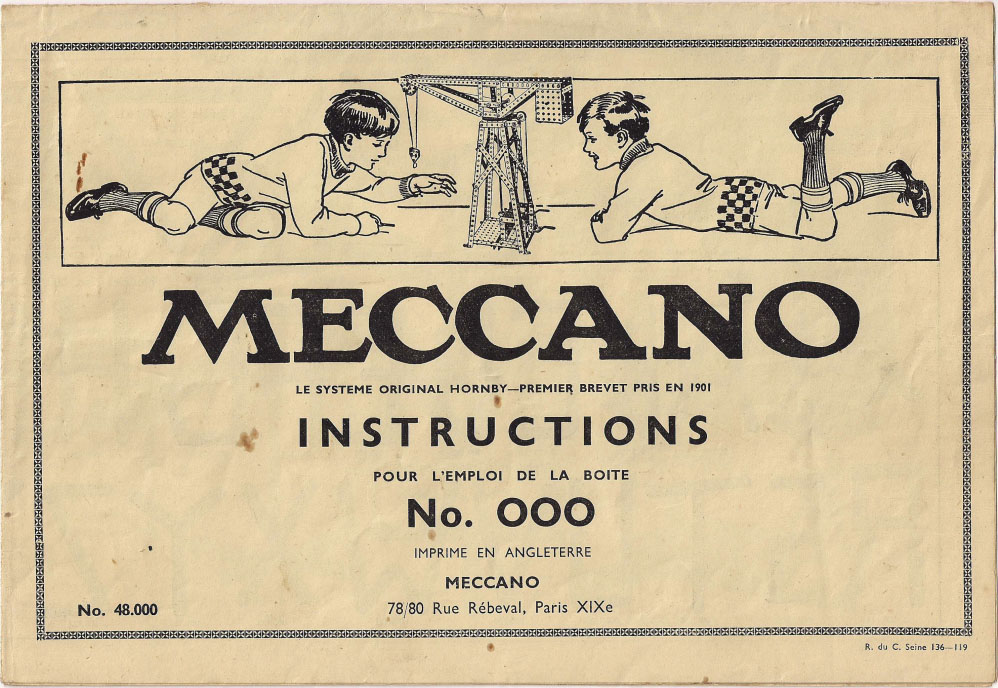 MECCANO
LE SYSTEME ORIGINAL HORNBY—PREMIER BREVET PRIS EN 1901
INSTRUCTIONS
POUR L'EMPLOI DE LA BOITE
No. 000
IMPRIME EN ANGLETERRE
MECCANO
No. 48.000
78/80 Rue Rébeval, Paris XIXe
R. du C. Seine 136—119